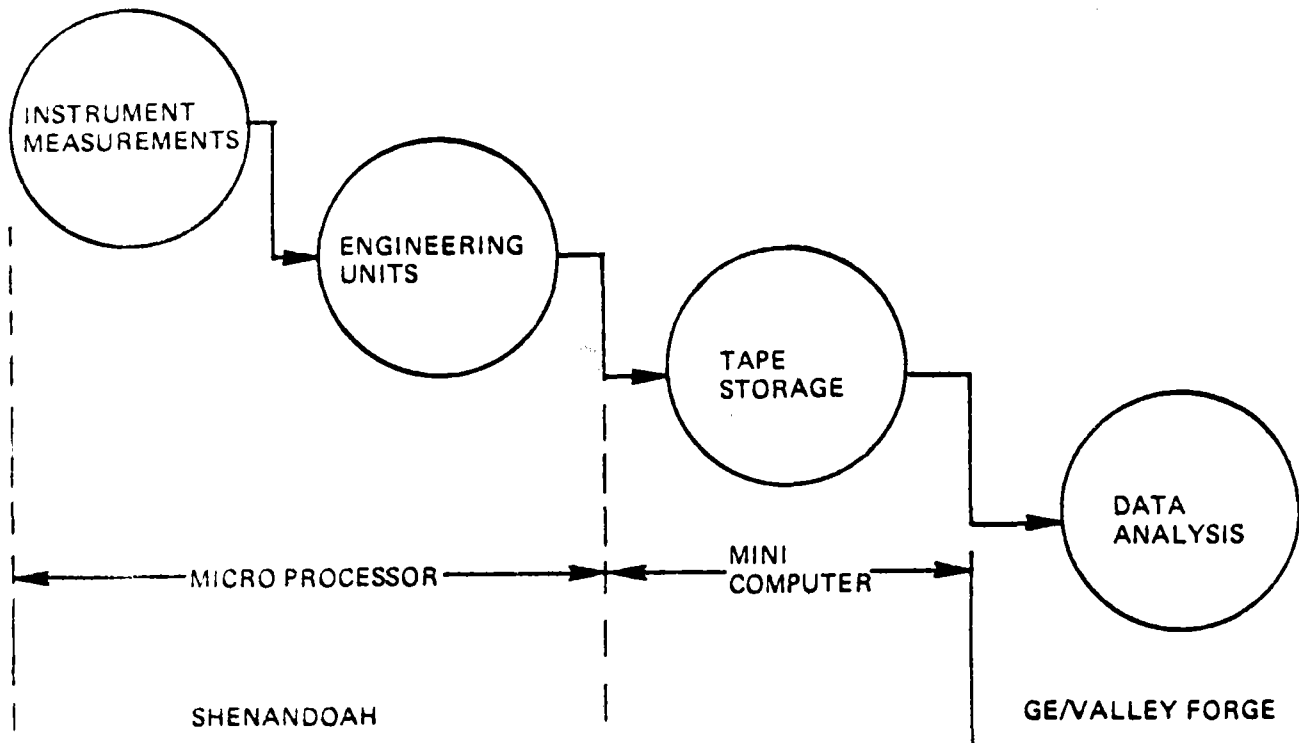 INSTRUMENT
MEASUREMENTS
ENGINEERING
UNITS
TAPE
STORAGE
DATA
ANALYSIS
MICRO PROCESSOR
MINI
COMPUTER
SHENANDOAH
GE/VALLEY FORGE